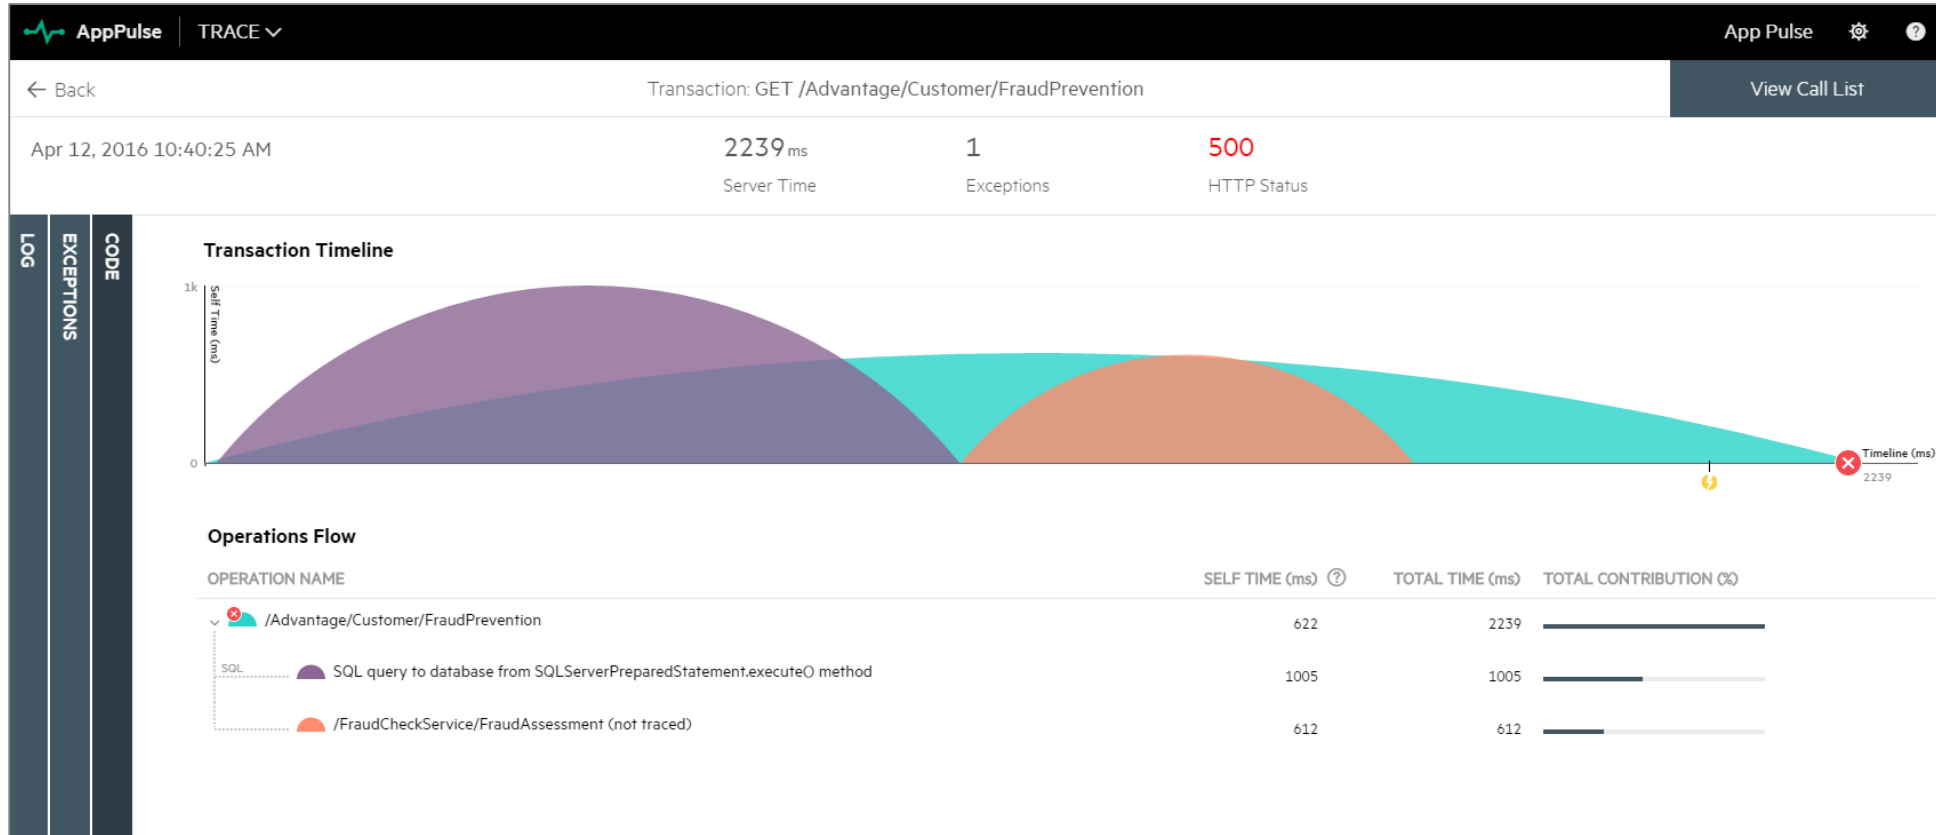 AppPulse TRACE App Pulse ?
Back Transaction: GET /Advantage/Customer/FraudPrevention View Call List
Apr 12, 2016 10:40:25 AM 2239 ms 1 500
Server Time Exceptions HTTP Status
LOG
EXCEPTIONS
CODE
Transaction Timeline
1k
Self Time (ms)
0
Timeline (ms)
2239
Operations Flow
OPERATION NAME SELF TIME (ms) ? TOTAL TIME (ms) TOTAL CONTRIBUTION (%)
/Advantage/Customer/FraudPrevention 622 2239
SQL SQL query to database from SQLServerPreparedStatement.execute() method 1005 1005
/FraudCheckService/FraudAssessment (not traced) 612 612